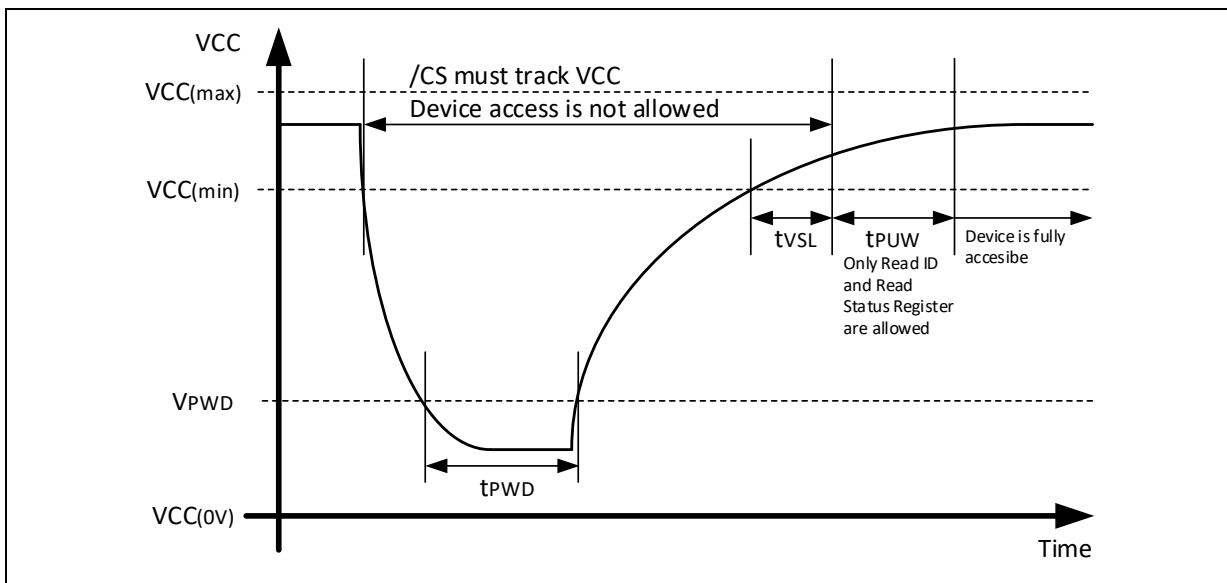 VCC
/CS must track VCC
VCC(max)
Device access is not allowed
VCC(min)
tVSL
tPUW
Device is fully
accesibe
Only Read ID
and Read
Status Register
are allowed
VPWD
tPWD
VCC(0V)
Time